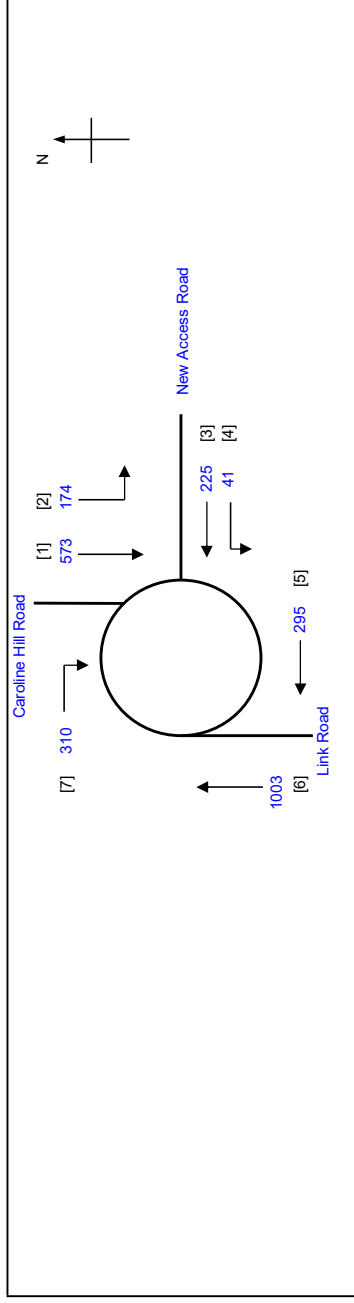 Caroline Hill Road
N
[1] [2]
573 174
[7] 310
New Access Road
225 [3]
41 [4]
295 [5]
1003
[6]
Link Road